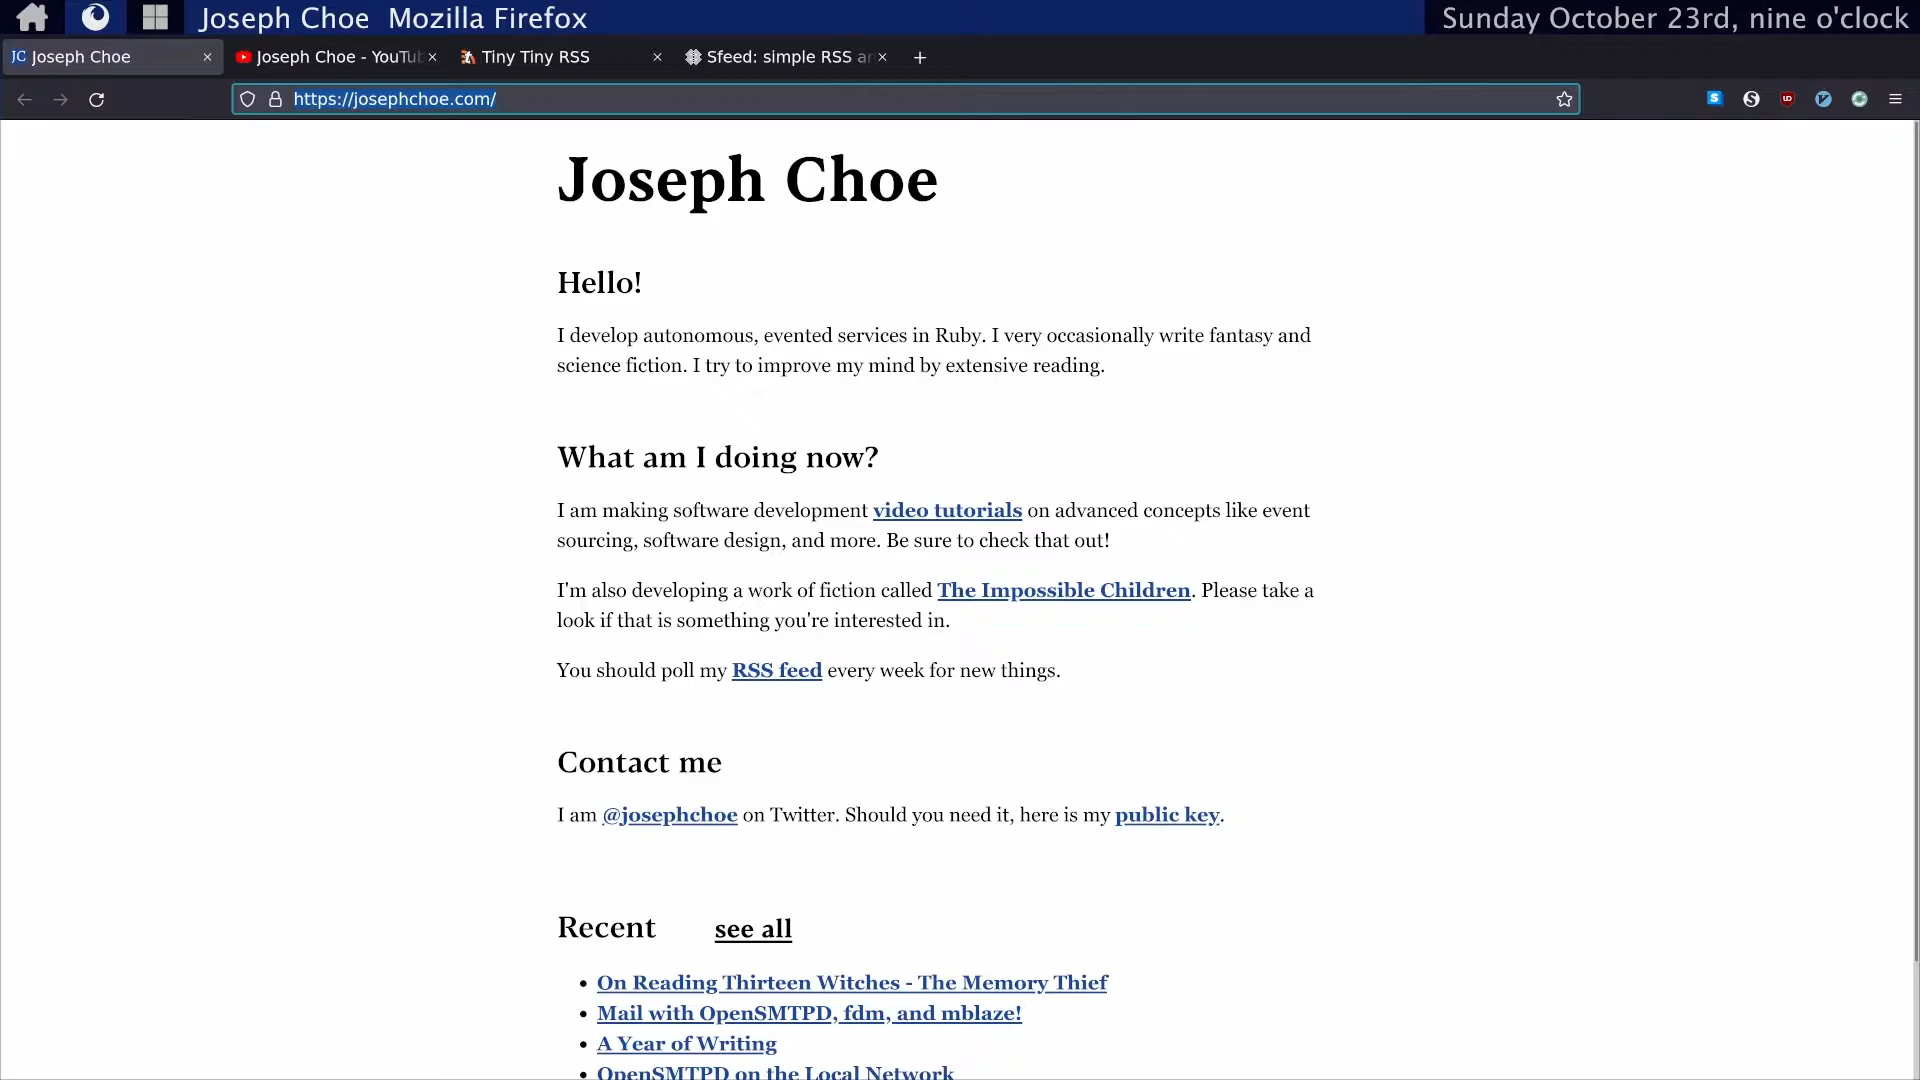 Joseph Choe  Mozilla Firefox
Sunday October 23rd, nine o'clock
JC Joseph Choe
Joseph Choe - YouTub
Tiny Tiny RSS
Sfeed: simple RSS an
https://josephchoe.com/
Joseph Choe
Hello!
I develop autonomous, evented services in Ruby. I very occasionally write fantasy and
science fiction. I try to improve my mind by extensive reading.
What am I doing now?
I am making software development video tutorials on advanced concepts like event
sourcing, software design, and more. Be sure to check that out!
I'm also developing a work of fiction called The Impossible Children. Please take a
look if that is something you're interested in.
You should poll my RSS feed every week for new things.
Contact me
I am @josephchoe on Twitter. Should you need it, here is my public key.
Recent see all
• On Reading Thirteen Witches - The Memory Thief
• Mail with OpenSMTPD, fdm, and mblaze!
• A Year of Writing
• OpenSMTPD on the Local Network